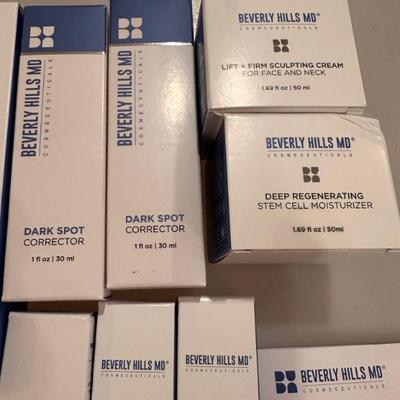 BEVERLY HILLS MD
COSMECEUTICALS
DARK SPOT
CORRECTOR
1 fl oz | 30 ml
BEVERLY HILLS MD
COSMECEUTICALS
DARK SPOT
CORRECTOR
1 fl oz | 30 ml
BEVERLY HILLS MD®
COSMECEUTICALS
LIFT + FIRM SCULPTING CREAM
FOR FACE AND NECK
1.69 fl oz | 50 ml
BEVERLY HILLS MD®
COSMECEUTICALS
DEEP REGENERATING
STEM CELL MOISTURIZER
1.69 fl oz | 50ml
BEVERLY HILLS MD®
COSMECEUTICALS
BEVERLY HILLS MD®
COSMECEUTICALS
BEVERLY HILLS MD®
COSMECEUTICALS